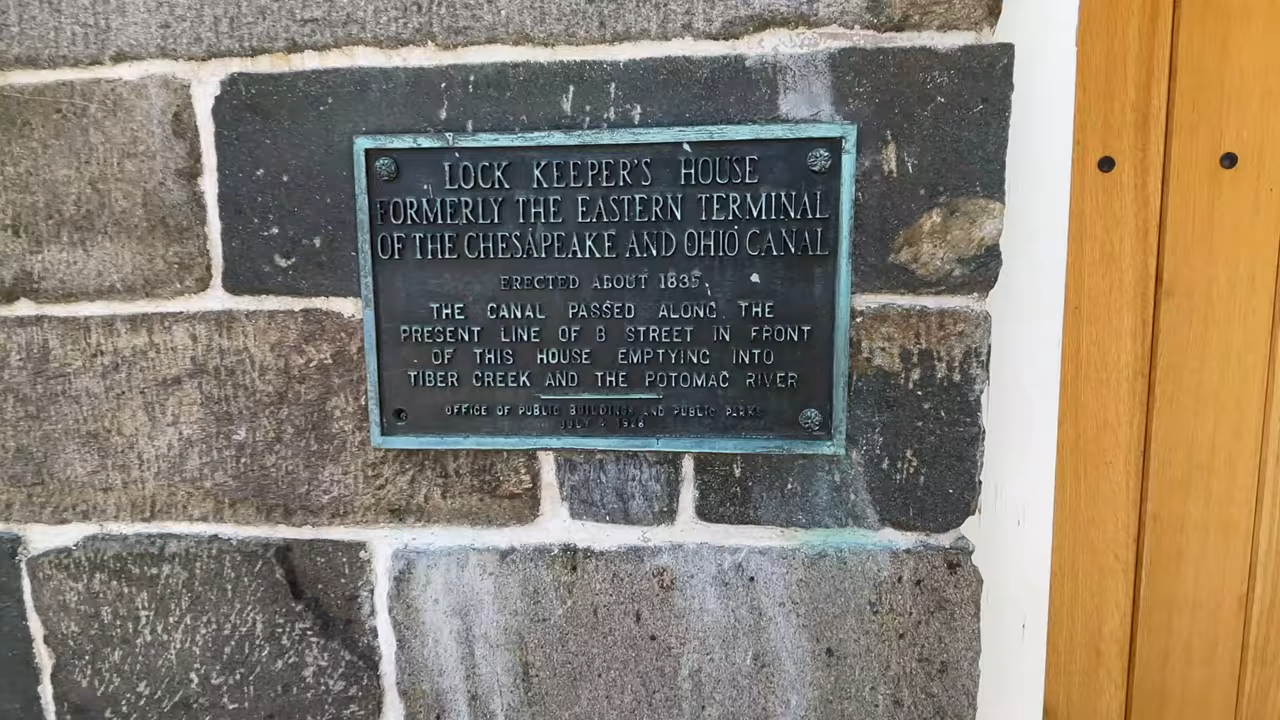 LOCK KEEPER'S HOUSE
FORMERLY THE EASTERN TERMINAL
OF THE CHESAPEAKE AND OHIO CANAL
ERECTED ABOUT 1835
THE CANAL PASSED ALONG THE
PRESENT LINE OF B STREET IN FRONT
OF THIS HOUSE EMPTYING INTO
TIBER CREEK AND THE POTOMAC RIVER
OFFICE OF PUBLIC BUILDINGS AND PUBLIC PARKS
JULY 1928